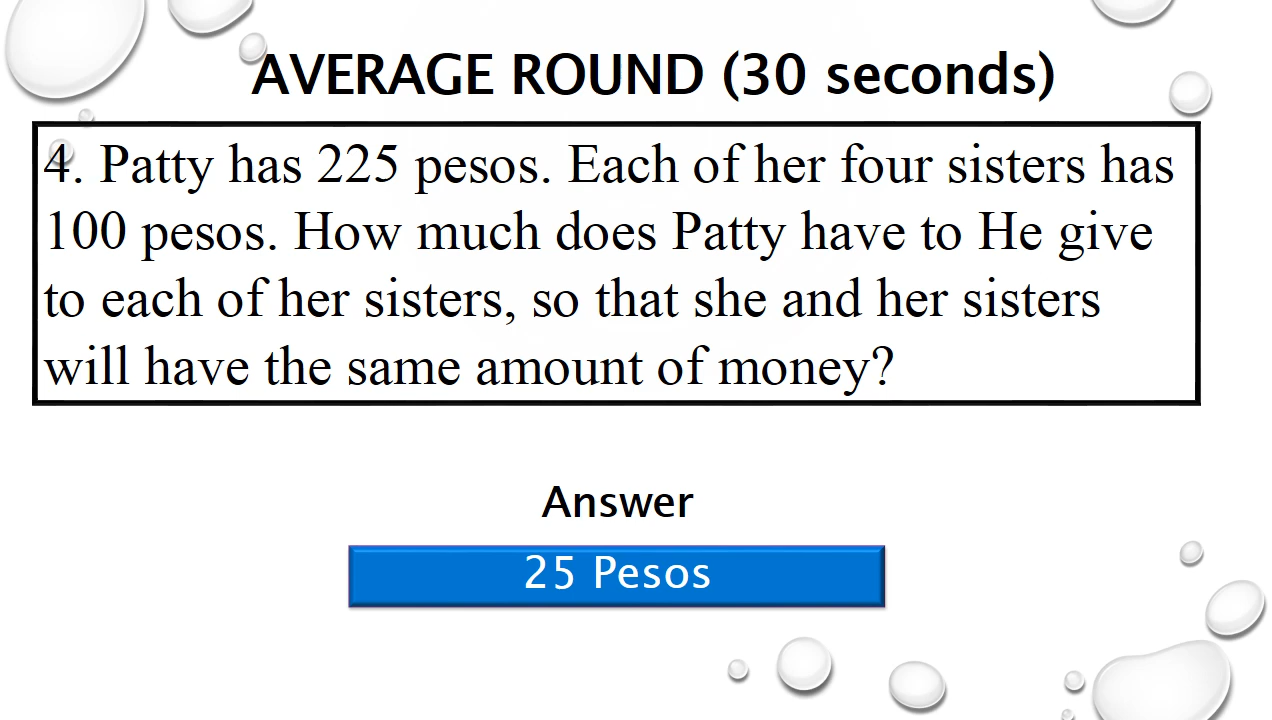 AVERAGE ROUND (30 seconds)
4. Patty has 225 pesos. Each of her four sisters has
100 pesos. How much does Patty have to He give
to each of her sisters, so that she and her sisters
will have the same amount of money?
Answer
25 Pesos